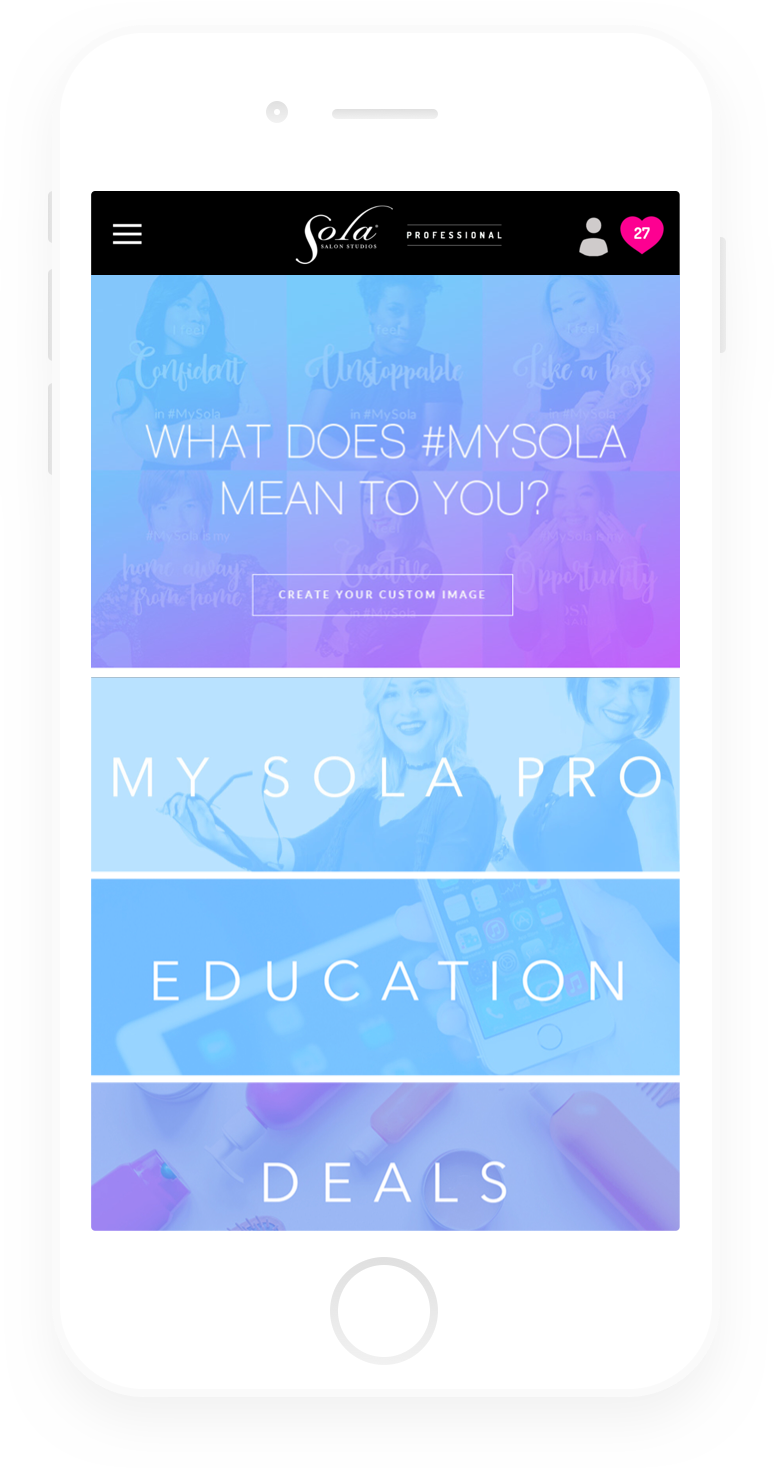 Sola
SALON STUDIOS
PROFESSIONAL
27
I feel
Confident
in #MySola
I feel
Unstoppable
in #MySola
I feel
Like a boss
in #MySola
WHAT DOES #MYSOLA
MEAN TO YOU?
#MySola is my
home away
from home
Creative
in #MySola
#MySola is my
Opportunity
CREATE YOUR CUSTOM IMAGE
MY SOLA PRO
EDUCATION
DEALS